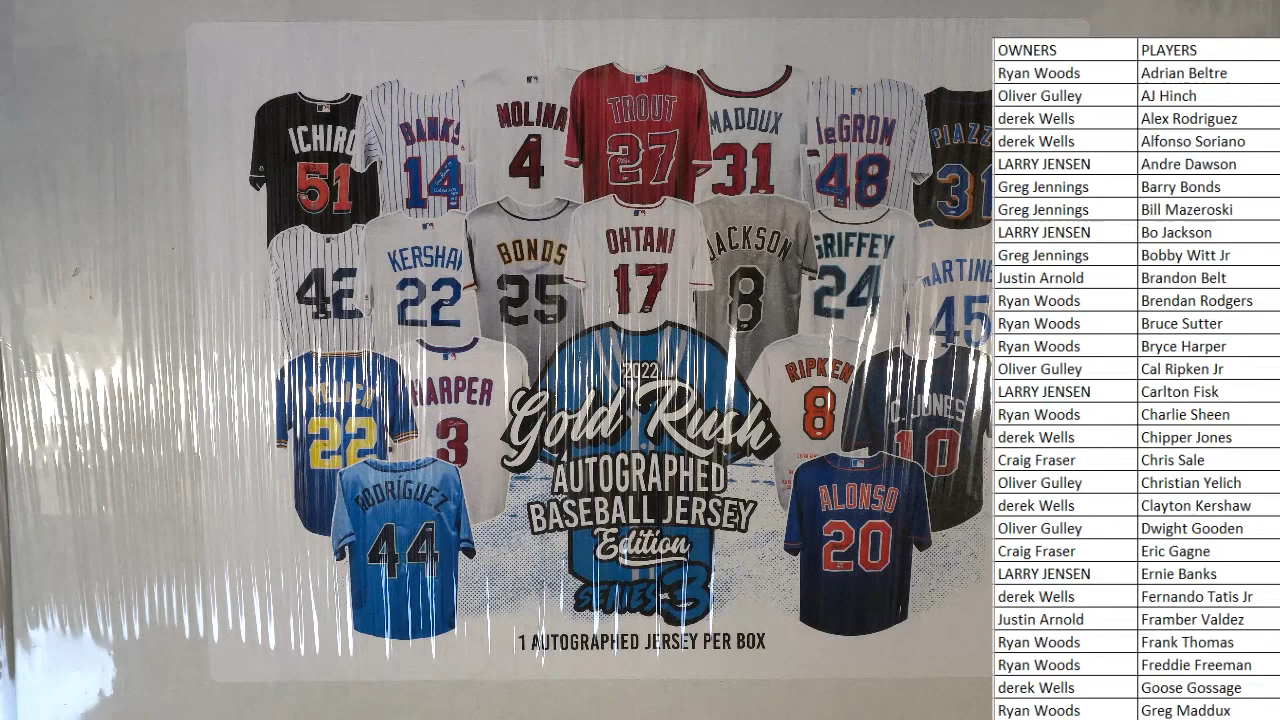 ICHIRO
51
BANKS
14
MOLINA
4
TROUT
27
MADDUX
31
deGROM
48
PIAZZ
31
42
KERSHAW
22
BONDS
25
OHTANI
17
JACKSON
8
GRIFFEY
24
MARTINE
45
YELICH
22
HARPER
3
RIPKEN
8
C. JONES
10
RODRÍGUEZ
44
ALONSO
20
2022
Gold Rush
AUTOGRAPHED
BASEBALL JERSEY
Edition
SERIES 3
1 AUTOGRAPHED JERSEY PER BOX
OWNERS PLAYERS
Ryan Woods Adrian Beltre
Oliver Gulley AJ Hinch
derek Wells Alex Rodriguez
derek Wells Alfonso Soriano
LARRY JENSEN Andre Dawson
Greg Jennings Barry Bonds
Greg Jennings Bill Mazeroski
LARRY JENSEN Bo Jackson
Greg Jennings Bobby Witt Jr
Justin Arnold Brandon Belt
Ryan Woods Brendan Rodgers
Ryan Woods Bruce Sutter
Ryan Woods Bryce Harper
Oliver Gulley Cal Ripken Jr
LARRY JENSEN Carlton Fisk
Ryan Woods Charlie Sheen
derek Wells Chipper Jones
Craig Fraser Chris Sale
Oliver Gulley Christian Yelich
derek Wells Clayton Kershaw
Oliver Gulley Dwight Gooden
Craig Fraser Eric Gagne
LARRY JENSEN Ernie Banks
derek Wells Fernando Tatis Jr
Justin Arnold Framber Valdez
Ryan Woods Frank Thomas
Ryan Woods Freddie Freeman
derek Wells Goose Gossage
Ryan Woods Greg Maddux